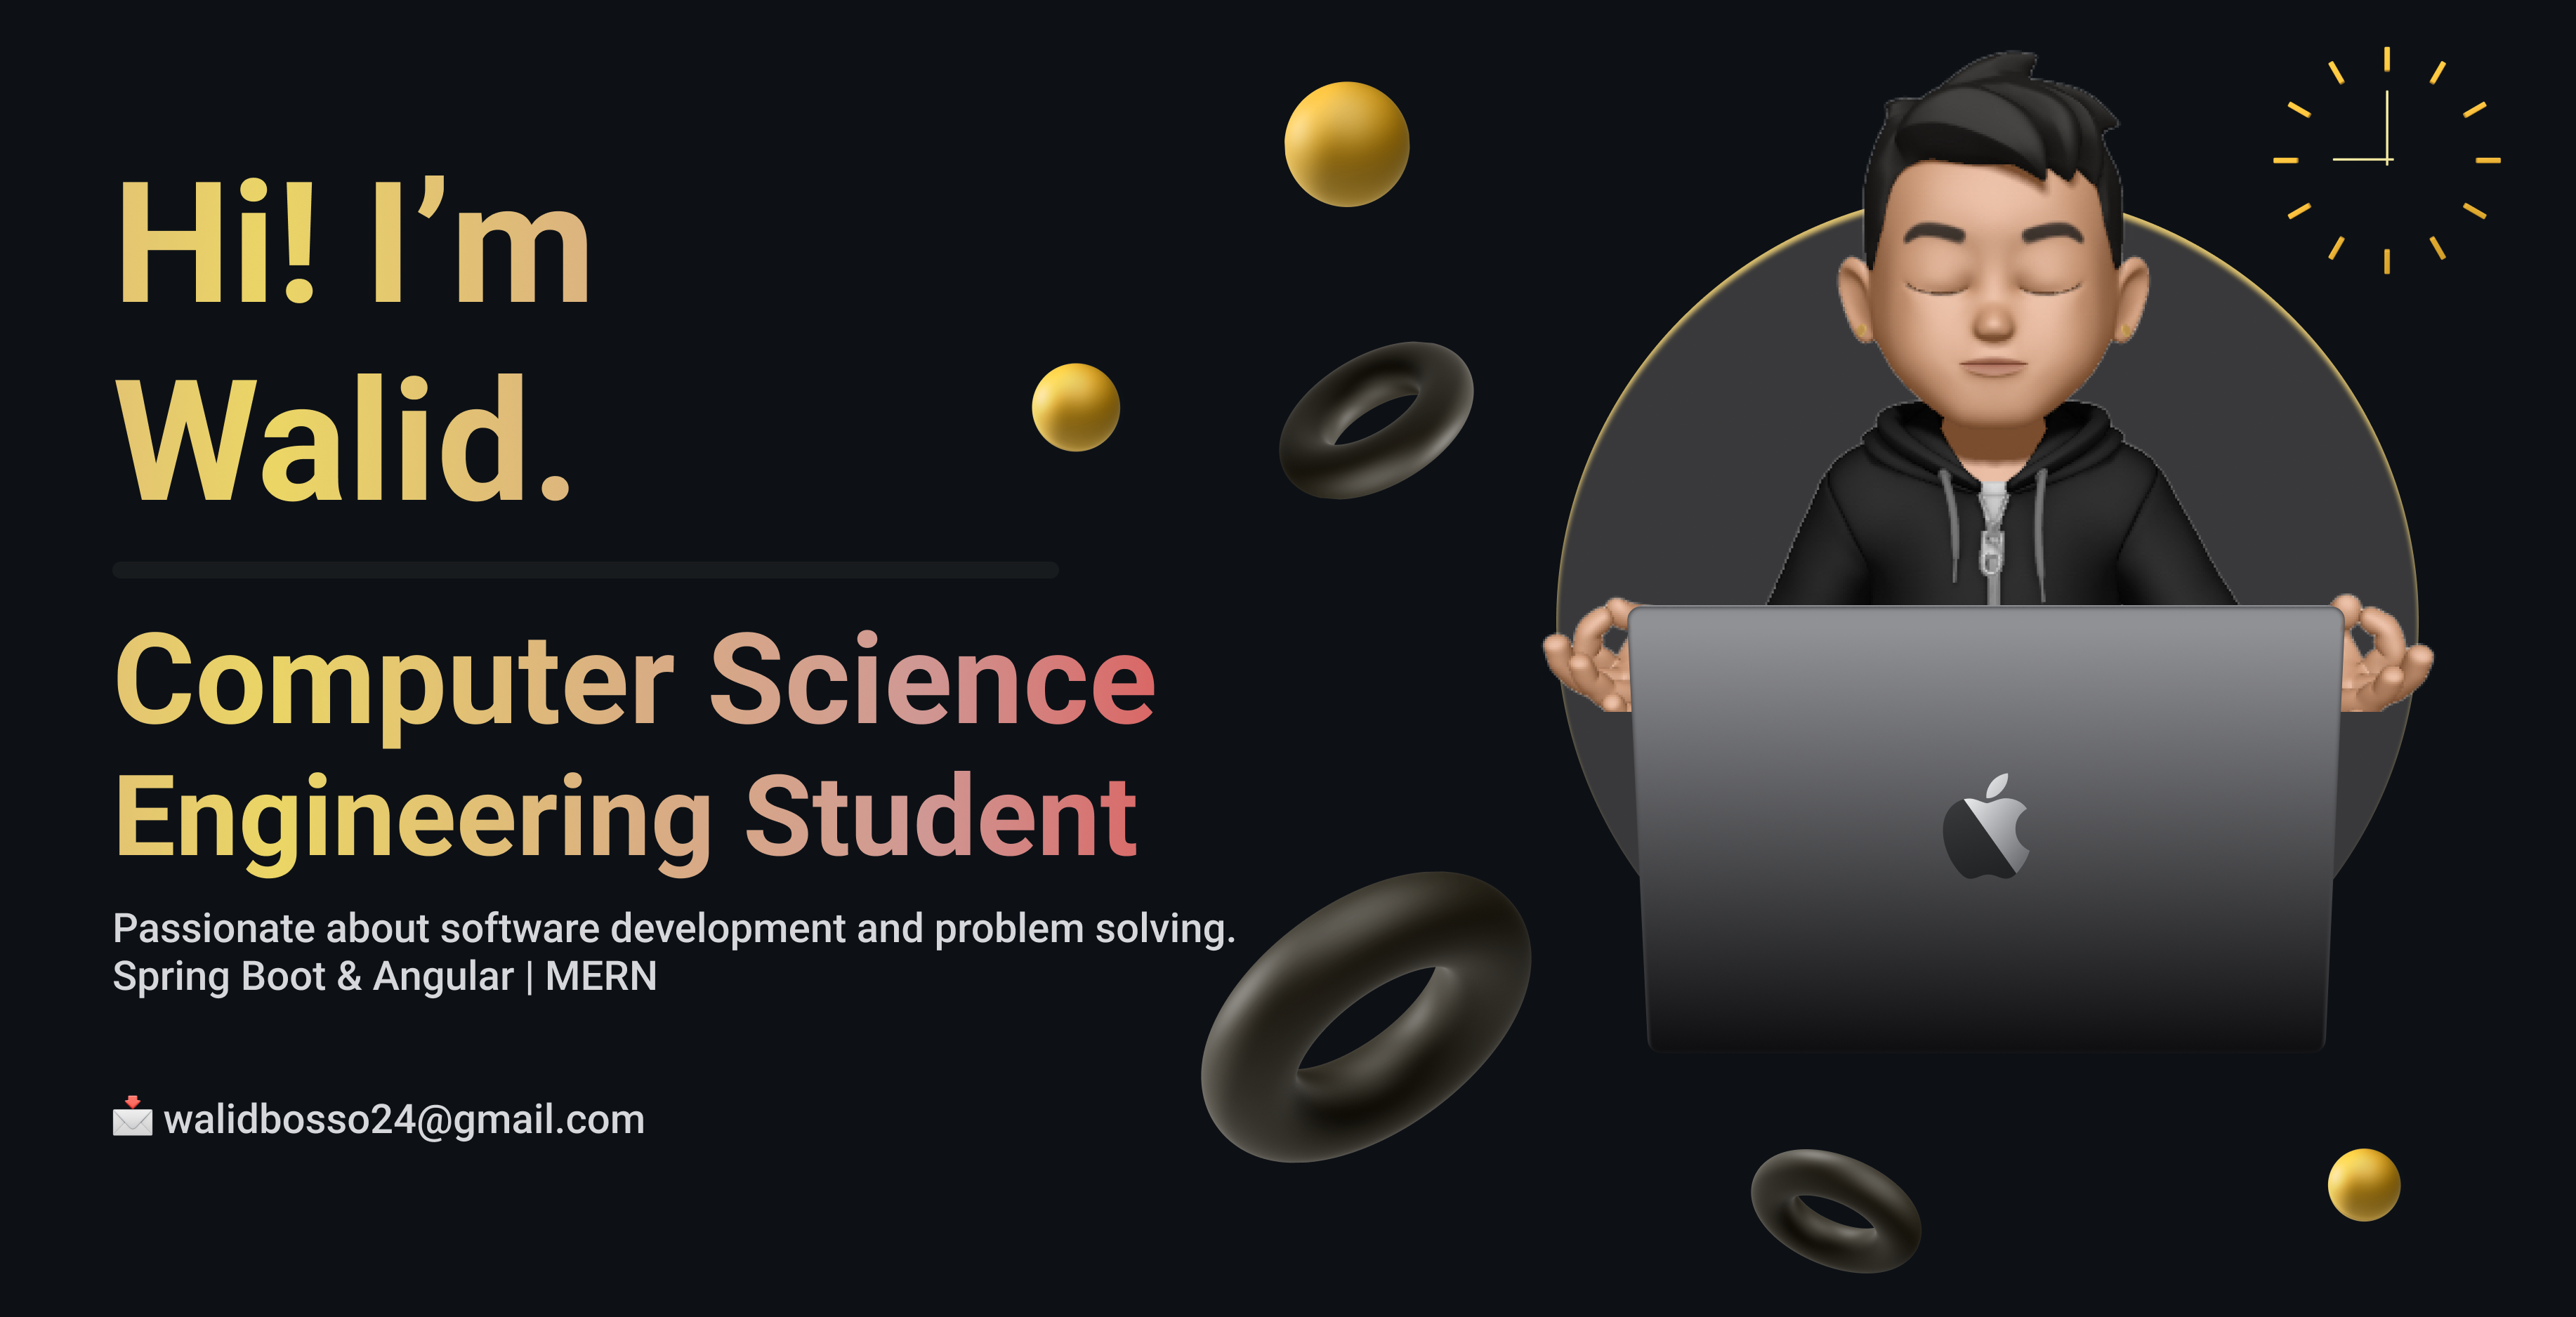 Hi! I’m
Walid.
Computer Science
Engineering Student
Passionate about software development and problem solving.
Spring Boot & Angular | MERN
walidbosso24@gmail.com